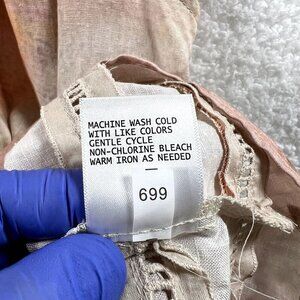 MACHINE WASH COLD
WITH LIKE COLORS
GENTLE CYCLE
NON-CHLORINE BLEACH
WARM IRON AS NEEDED
699